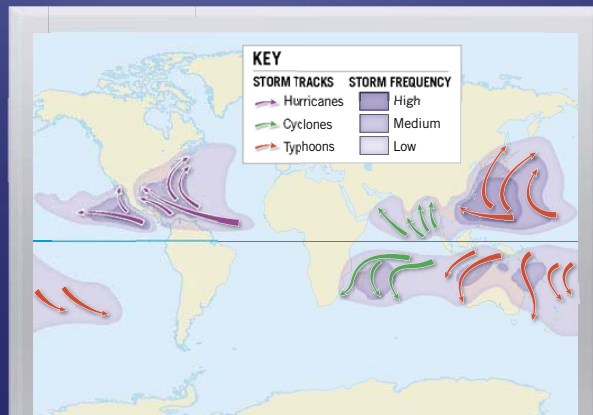 KEY
STORM TRACKS STORM FREQUENCY
Hurricanes High
Cyclones Medium
Typhoons Low